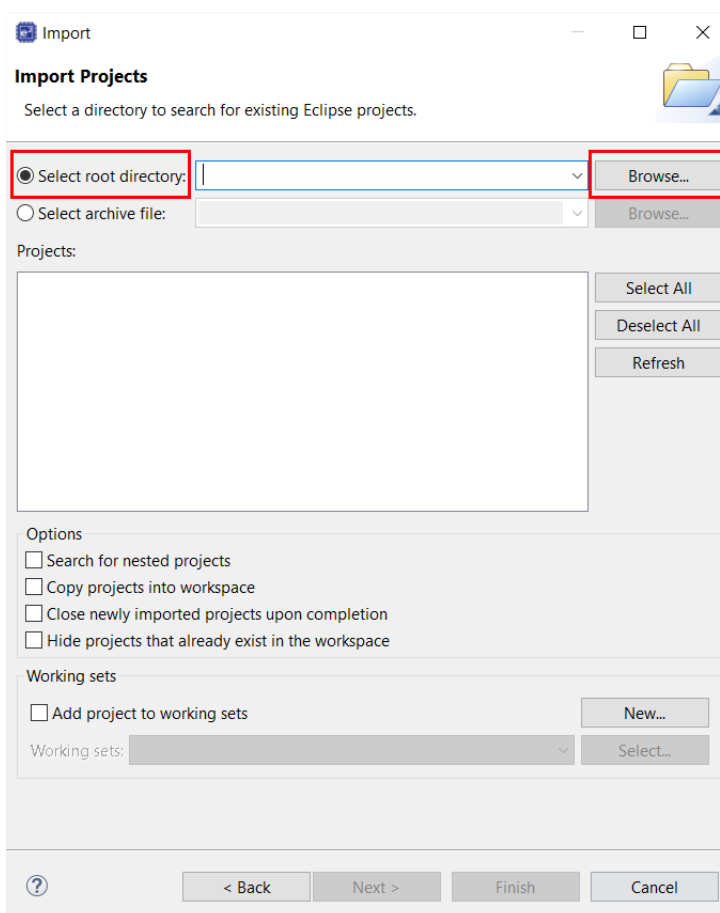 Import
Import Projects
Select a directory to search for existing Eclipse projects.
Select root directory: Browse...
Select archive file: Browse...
Projects:
Select All
Deselect All
Refresh
Options
Search for nested projects
Copy projects into workspace
Close newly imported projects upon completion
Hide projects that already exist in the workspace
Working sets
Add project to working sets New...
Working sets: Select...
? < Back Next > Finish Cancel